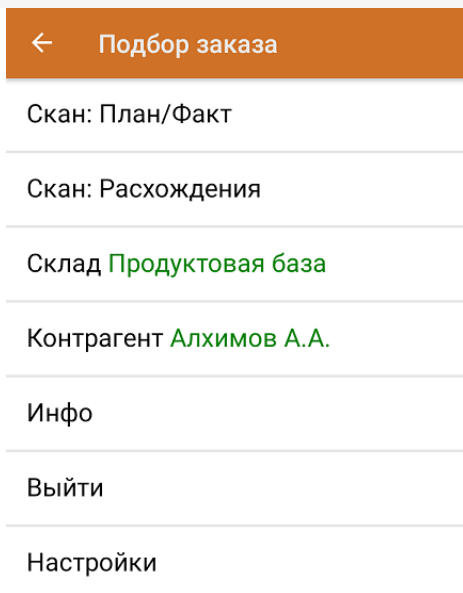 Подбор заказа
Скан: План/Факт
Скан: Расхождения
Склад Продуктовая база
Контрагент Алхимов А.А.
Инфо
Выйти
Настройки